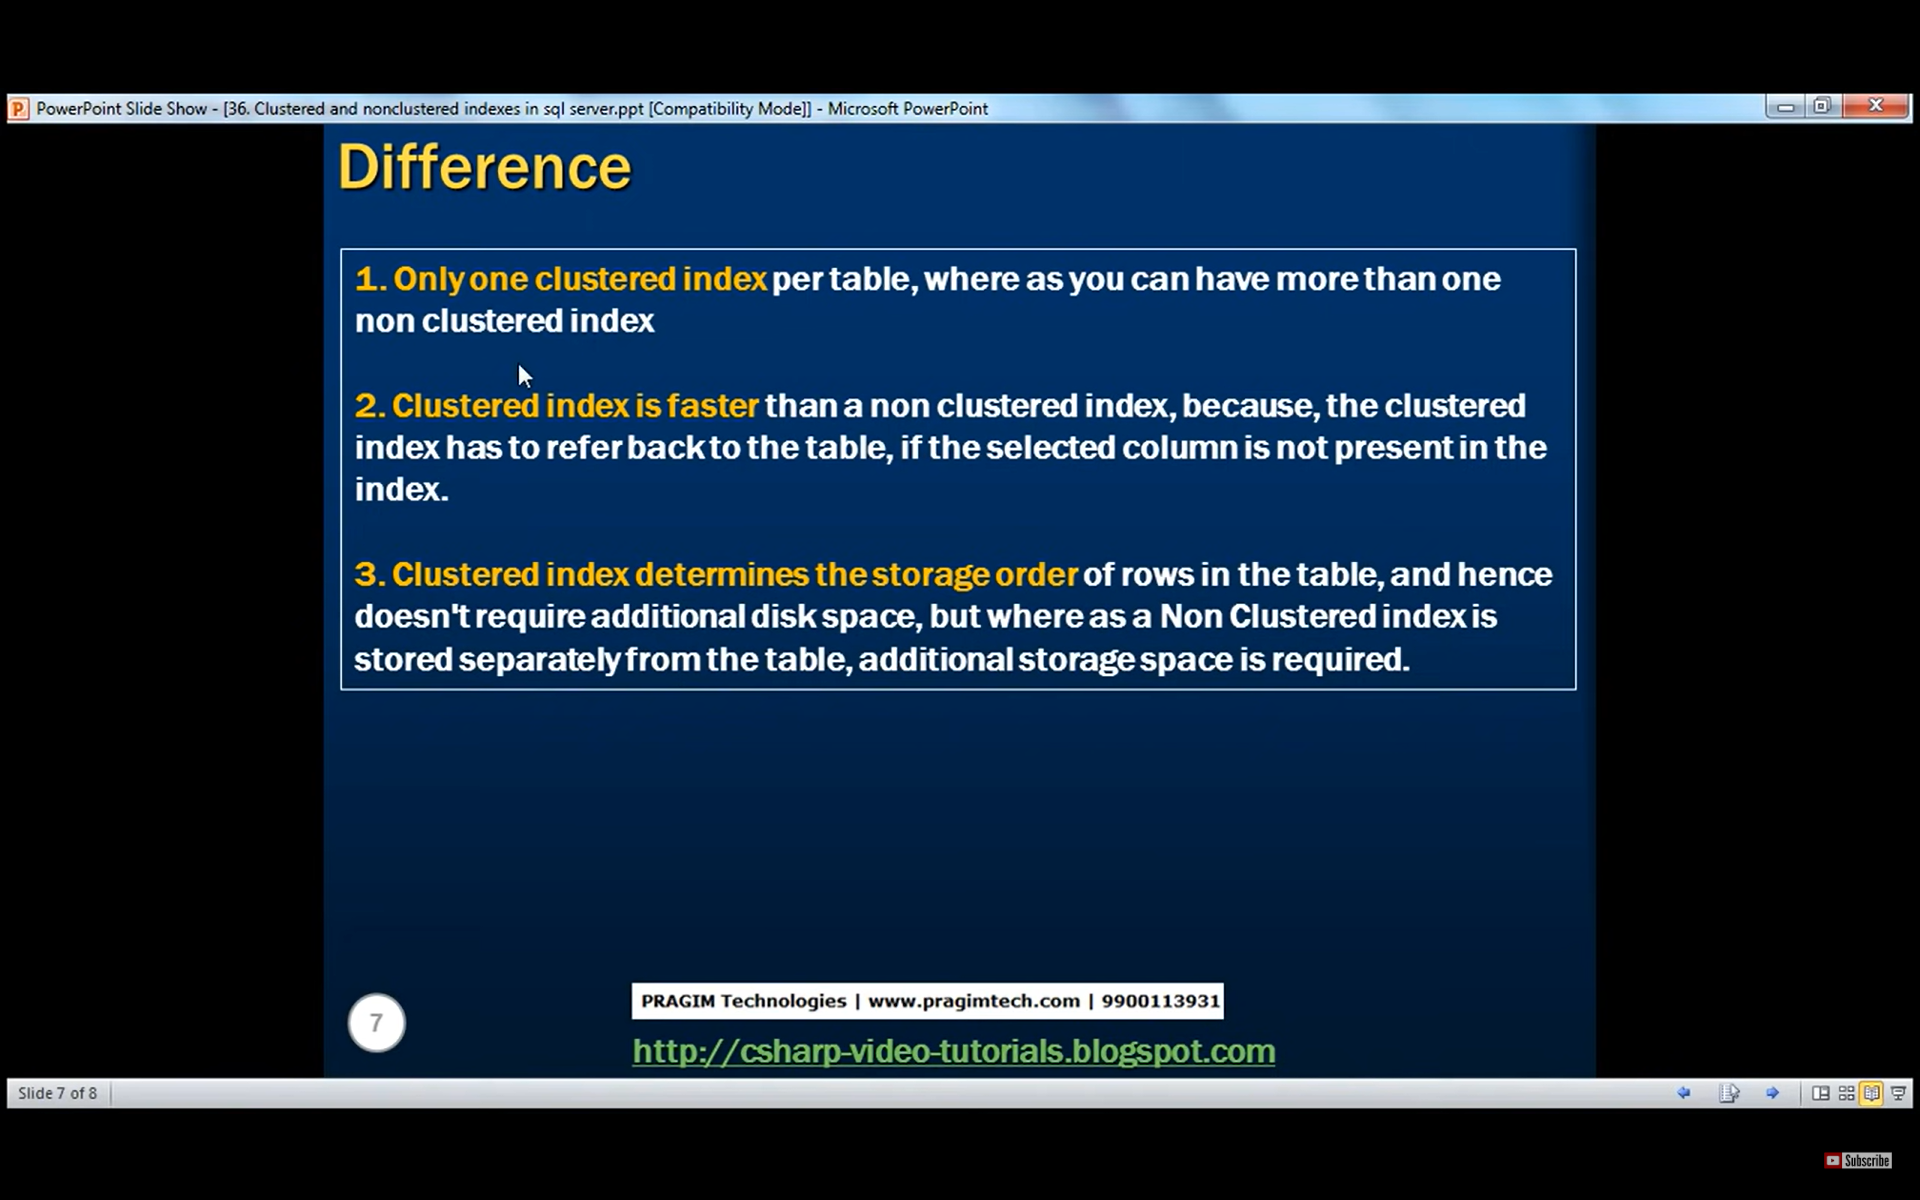 PowerPoint Slide Show - [36. Clustered and nonclustered indexes in sql server.ppt [Compatibility Mode]] - Microsoft PowerPoint
Difference
1. Only one clustered index per table, where as you can have more than one
non clustered index
2. Clustered index is faster than a non clustered index, because, the clustered
index has to refer back to the table, if the selected column is not present in the
index.
3. Clustered index determines the storage order of rows in the table, and hence
doesn't require additional disk space, but where as a Non Clustered index is
stored separately from the table, additional storage space is required.
7
PRAGIM Technologies | www.pragimtech.com | 9900113931
http://csharp-video-tutorials.blogspot.com
Slide 7 of 8
Subscribe